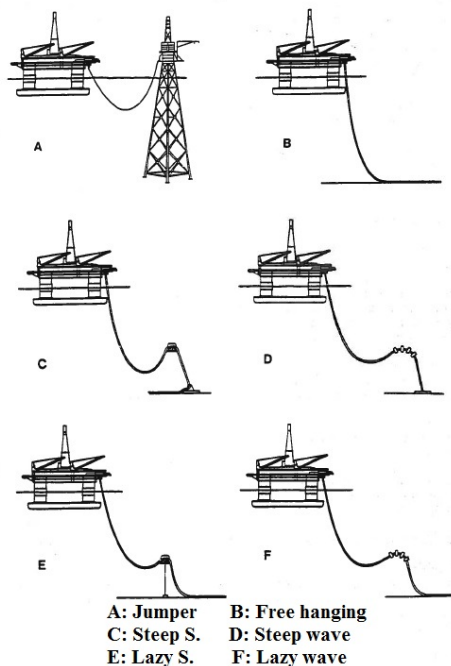 A
B
C
D
E
F
A: Jumper B: Free hanging
C: Steep S. D: Steep wave
E: Lazy S. F: Lazy wave